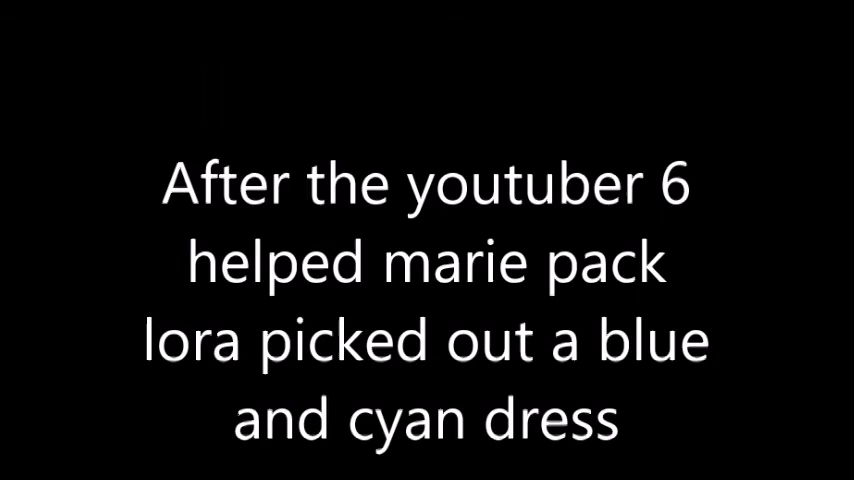 After the youtuber 6
helped marie pack
lora picked out a blue
and cyan dress